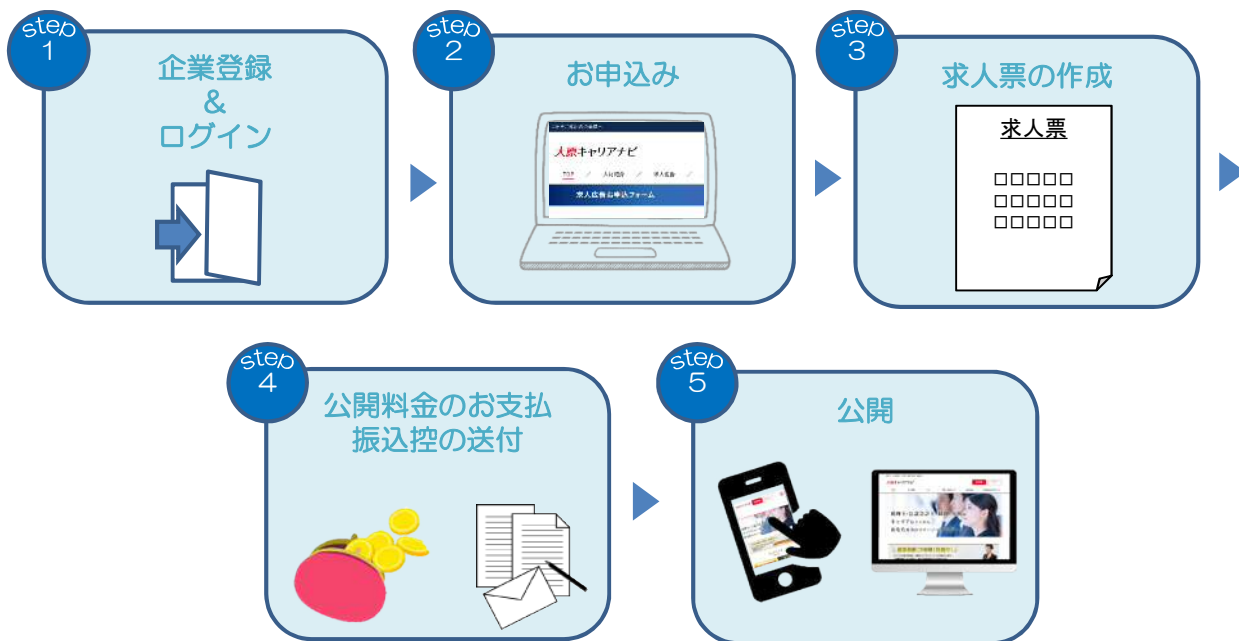 step
1
企業登録
&
ログイン
step
2
お申込み
大原キャリアナビ
TOP
求人広告お申込フォーム
step
3
求人票の作成
求人票
□□□□□
□□□□□
□□□□□
step
4
公開料金のお支払
振込控の送付
step
5
公開